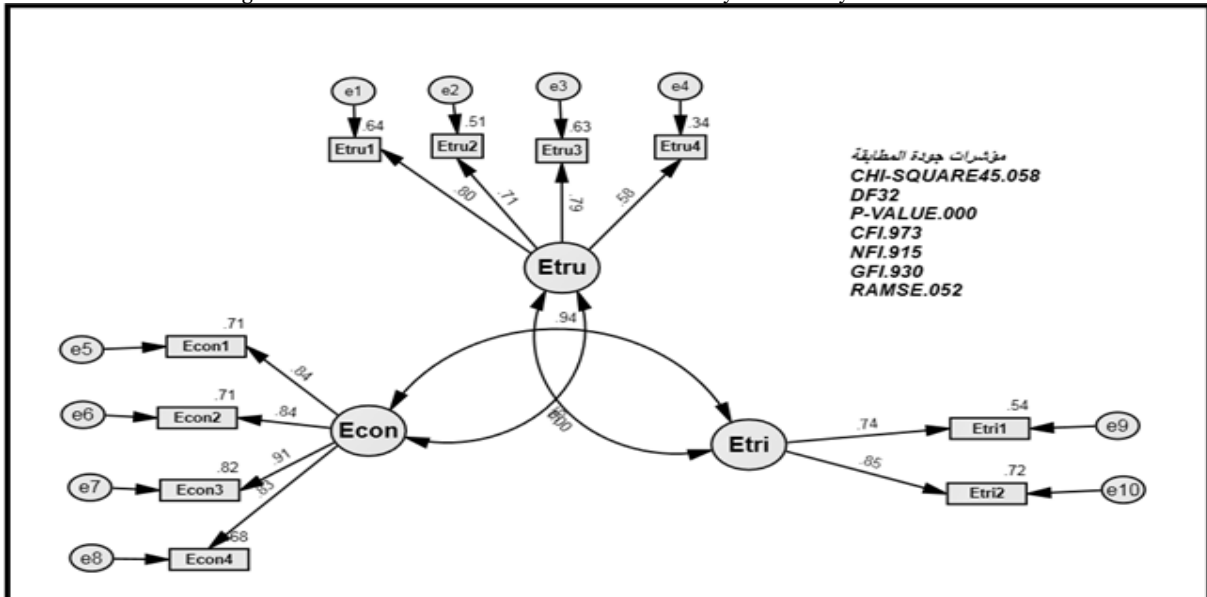 e1
e2
e3
e4
.64
.51
.63
.34
Etru1
Etru2
Etru3
Etru4
.80
.71
.79
.58
مؤشرات جودة المطابقة
CHI-SQUARE45.058
DF32
P-VALUE.000
CFI.973
NFI.915
GFI.930
RAMSE.052
Etru
.94
e5
.71
Econ1
.84
e6
.71
Econ2
.84
Econ
e7
.82
Econ3
.91
e8
.68
Econ4
.83
Etri
.74
.54
Etri1
e9
.85
.72
Etri2
e10